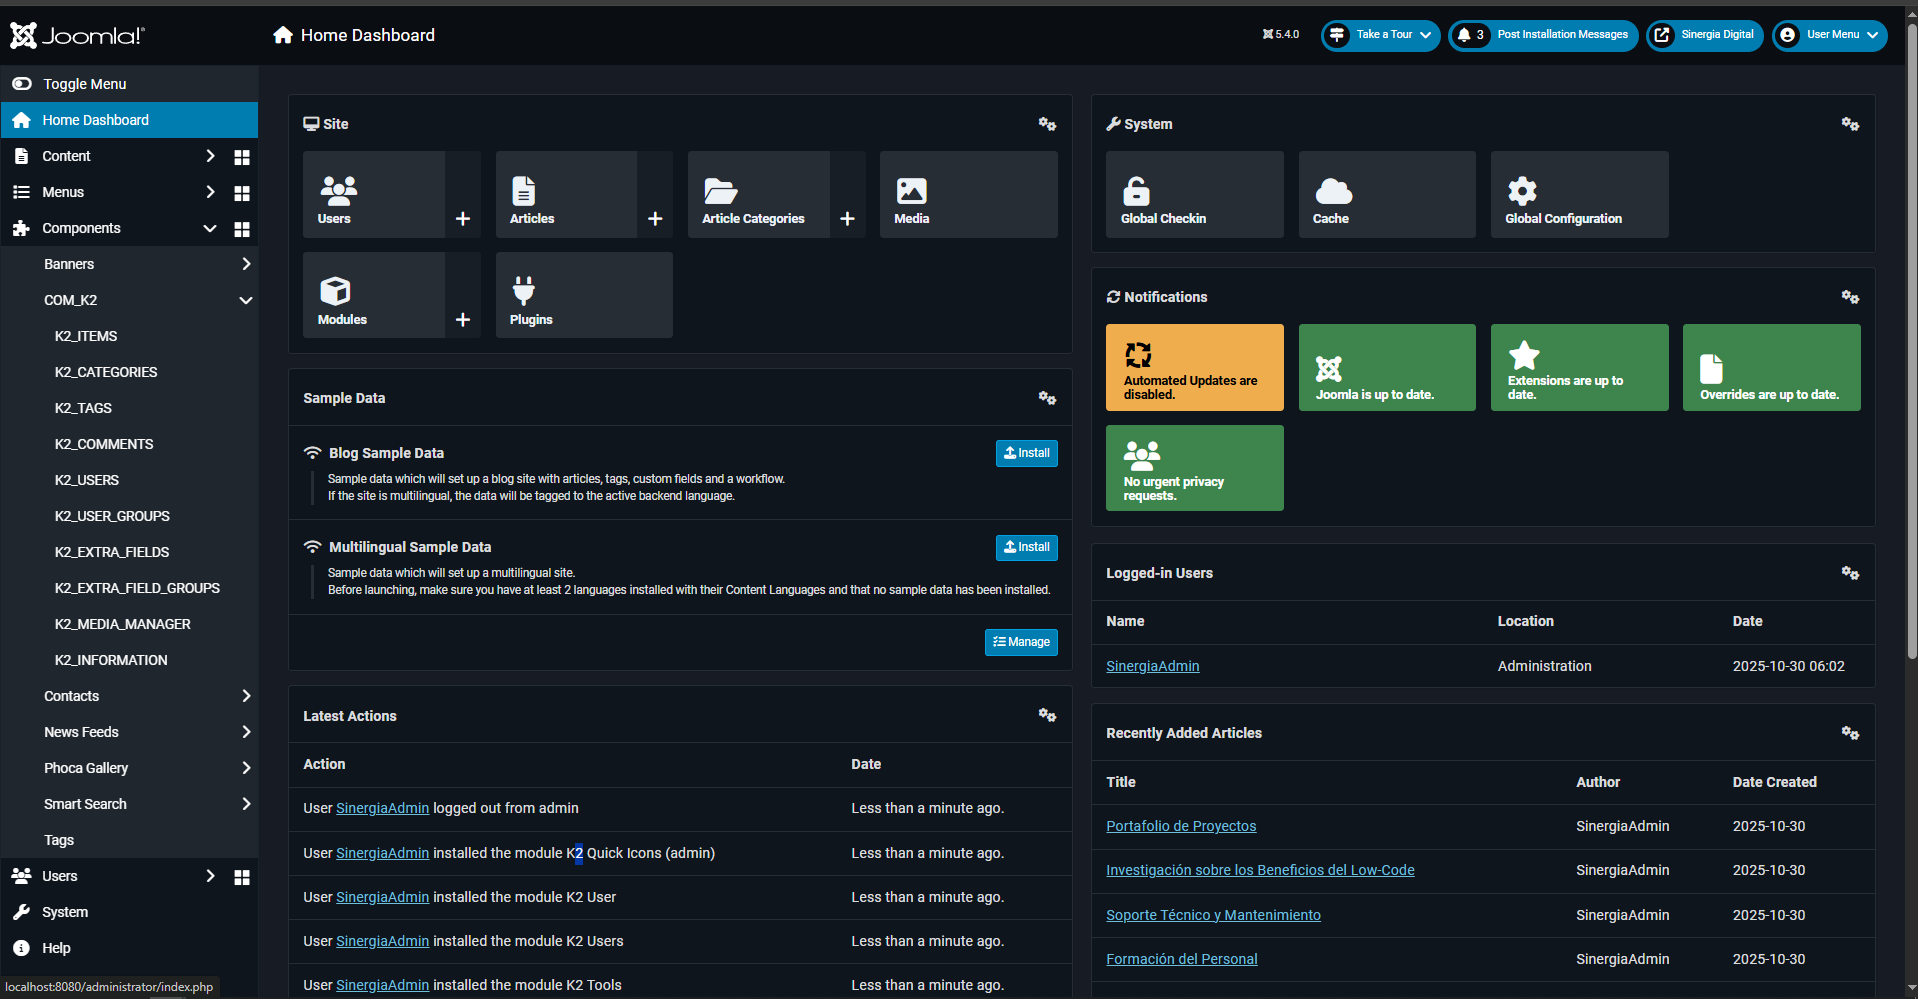 Joomla!
Home Dashboard
5.4.0
Take a Tour
3 Post Installation Messages
Sinergia Digital
User Menu
Toggle Menu
Home Dashboard
Content
Menus
Components
Banners
COM_K2
K2_ITEMS
K2_CATEGORIES
K2_TAGS
K2_COMMENTS
K2_USERS
K2_USER_GROUPS
K2_EXTRA_FIELDS
K2_EXTRA_FIELD_GROUPS
K2_MEDIA_MANAGER
K2_INFORMATION
Contacts
News Feeds
Phoca Gallery
Smart Search
Tags
Users
System
Help
localhost:8080/administrator/index.php
Site
Users
Articles
Article Categories
Media
Modules
Plugins
Sample Data
Blog Sample Data
Install
Sample data which will set up a blog site with articles, tags, custom fields and a workflow.
If the site is multilingual, the data will be tagged to the active backend language.
Multilingual Sample Data
Install
Sample data which will set up a multilingual site.
Before launching, make sure you have at least 2 languages installed with their Content Languages and that no sample data has been installed.
Manage
Latest Actions
Action Date
User SinergiaAdmin logged out from admin Less than a minute ago.
User SinergiaAdmin installed the module K2 Quick Icons (admin) Less than a minute ago.
User SinergiaAdmin installed the module K2 User Less than a minute ago.
User SinergiaAdmin installed the module K2 Users Less than a minute ago.
User SinergiaAdmin installed the module K2 Tools Less than a minute ago.
System
Global Checkin
Cache
Global Configuration
Notifications
Automated Updates are
disabled.
Joomla is up to date.
Extensions are up to
date.
Overrides are up to date.
No urgent privacy
requests.
Logged-in Users
Name Location Date
SinergiaAdmin Administration 2025-10-30 06:02
Recently Added Articles
Title Author Date Created
Portafolio de Proyectos SinergiaAdmin 2025-10-30
Investigación sobre los Beneficios del Low-Code SinergiaAdmin 2025-10-30
Soporte Técnico y Mantenimiento SinergiaAdmin 2025-10-30
Formación del Personal SinergiaAdmin 2025-10-30